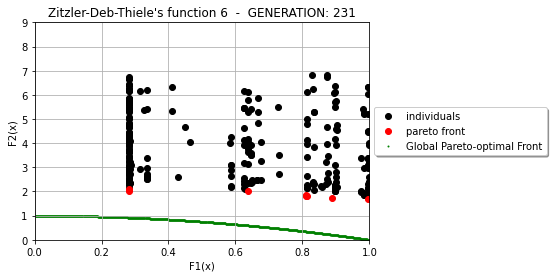 Zitzler-Deb-Thiele's function 6 - GENERATION: 231
9
8
7
6
5
4
3
2
1
0
F2(x)
0.0 0.2 0.4 0.6 0.8 1.0
F1(x)
individuals
pareto front
Global Pareto-optimal Front